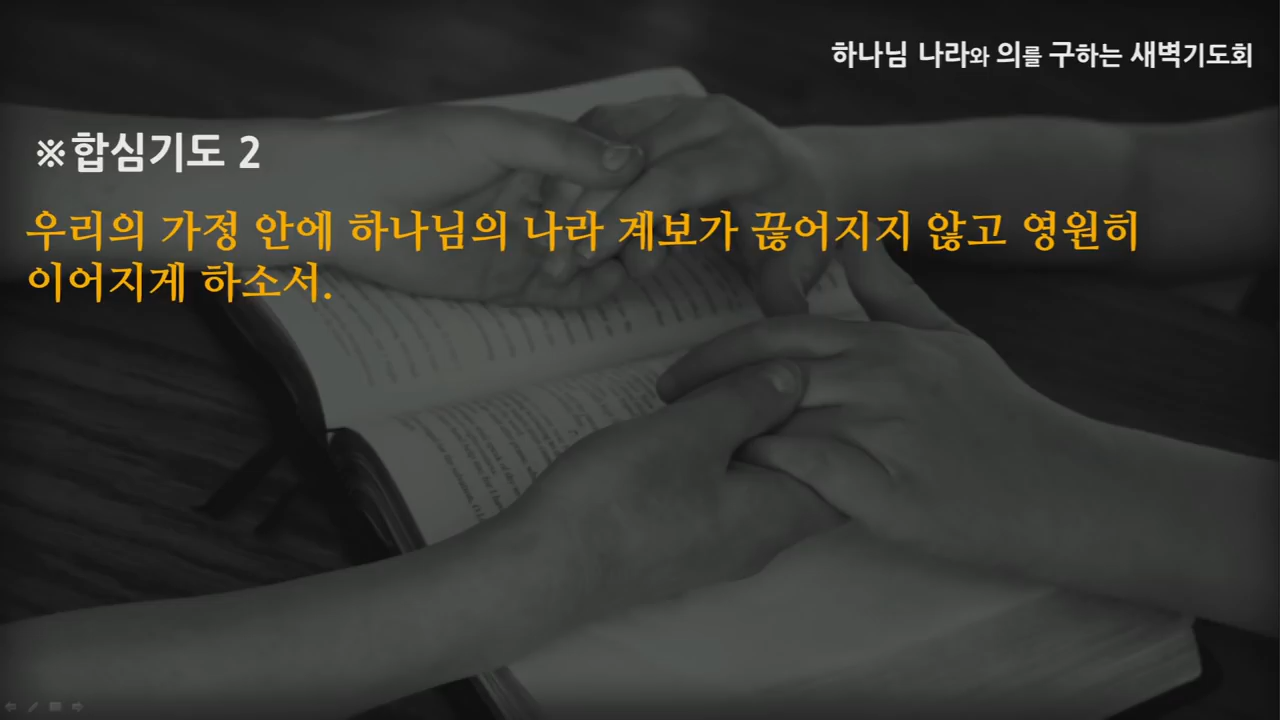 하나님 나라와 의를 구하는 새벽기도회
※합심기도 2
우리의 가정 안에 하나님의 나라 계보가 끊어지지 않고 영원히
이어지게 하소서.